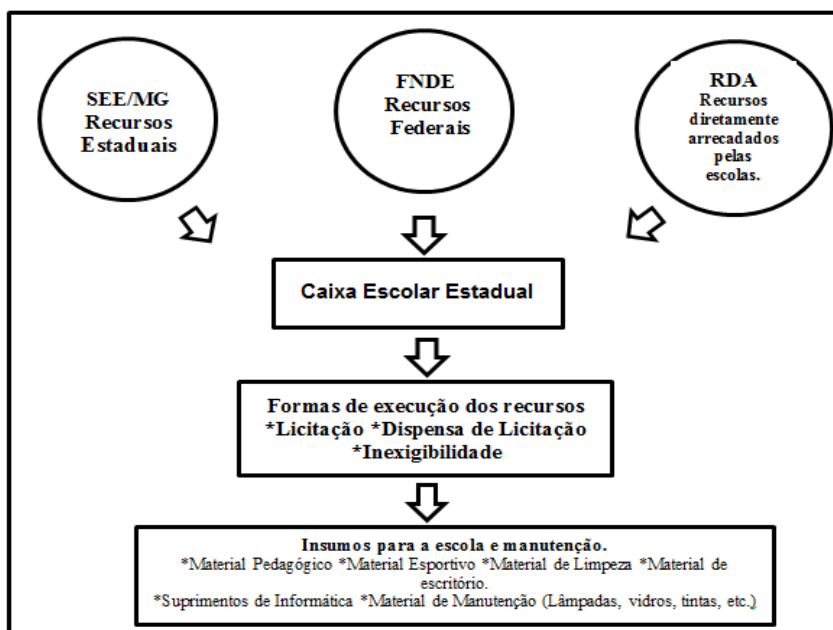 SEE/MG
Recursos
Estaduais
FNDE
Recursos
Federais
RDA
Recursos
diretamente
arrecadados
pelas
escolas.
Caixa Escolar Estadual
Formas de execução dos recursos
*Licitação *Dispensa de Licitação
*Inexigibilidade
Insumos para a escola e manutenção.
*Material Pedagógico *Material Esportivo *Material de Limpeza *Material de
escritório.
*Suprimentos de Informática *Material de Manutenção (Lâmpadas, vidros, tintas, etc.)